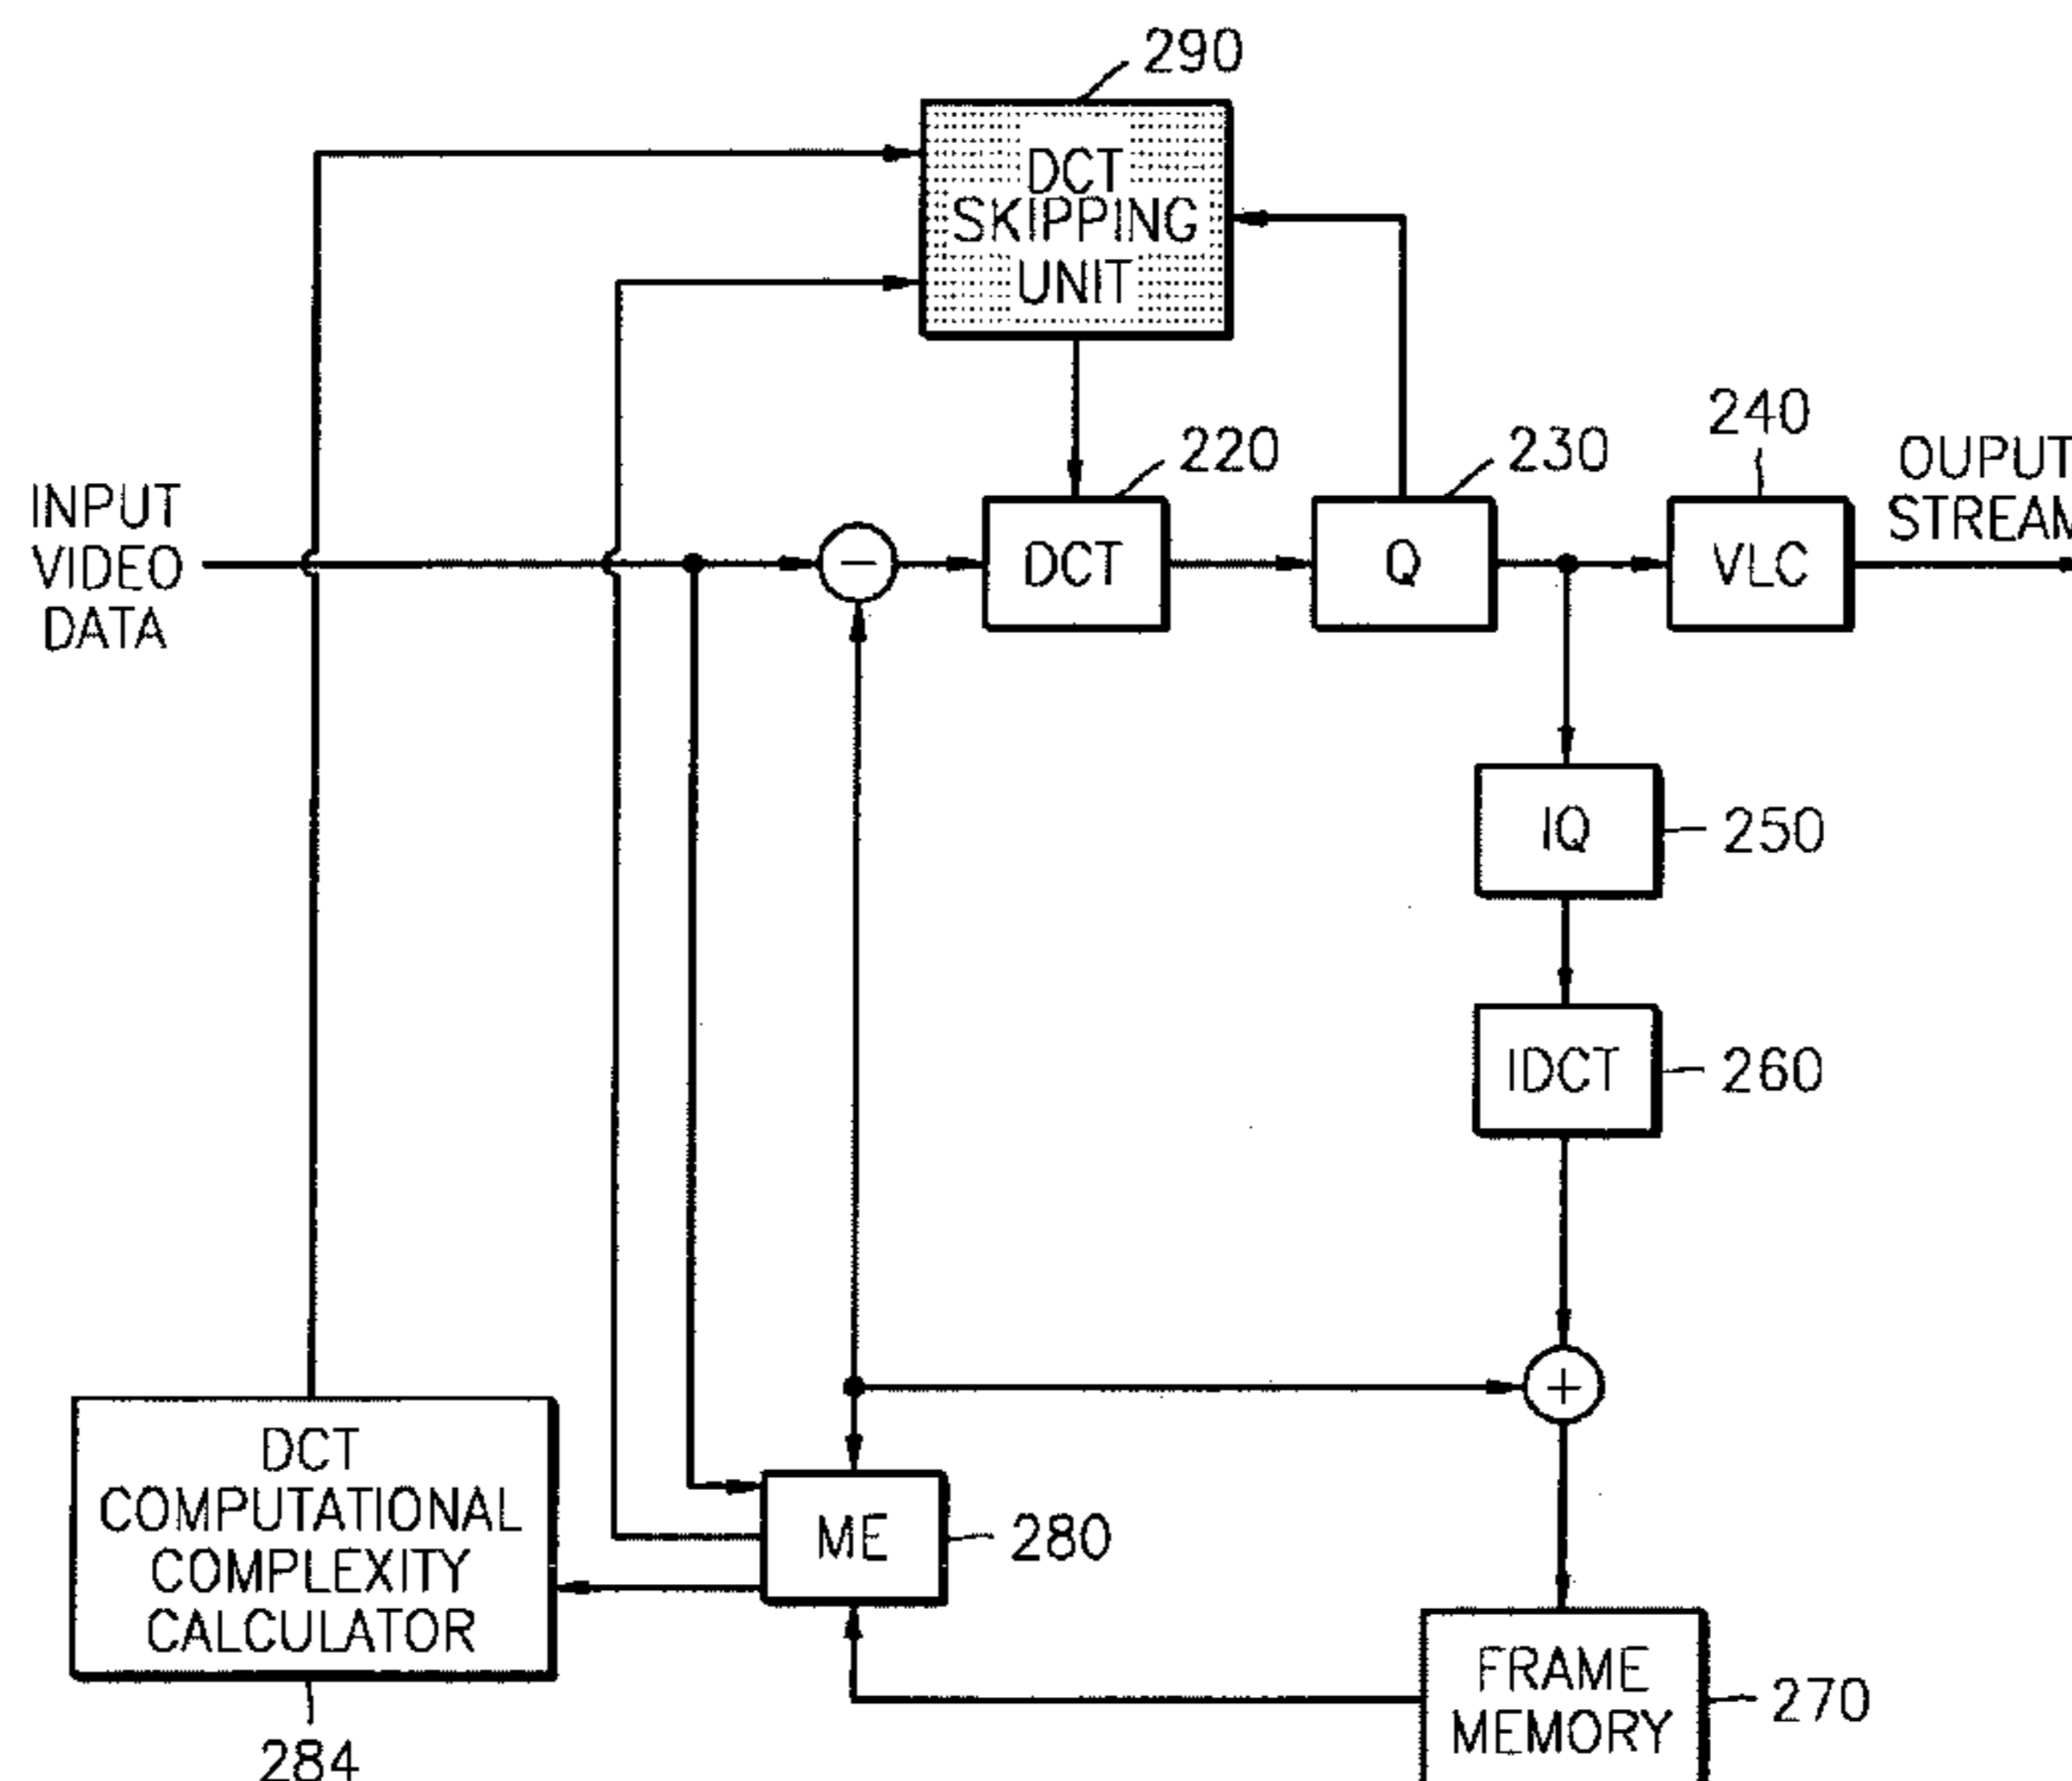 290
DCT
SKIPPING
UNIT
240
220
230
OUPUT
STREAM
INPUT
VIDEO
DATA
−
DCT
Q
VLC
IQ
250
IDCT
260
+
DCT
COMPUTATIONAL
COMPLEXITY
CALCULATOR
ME
280
FRAME
MEMORY
270
284